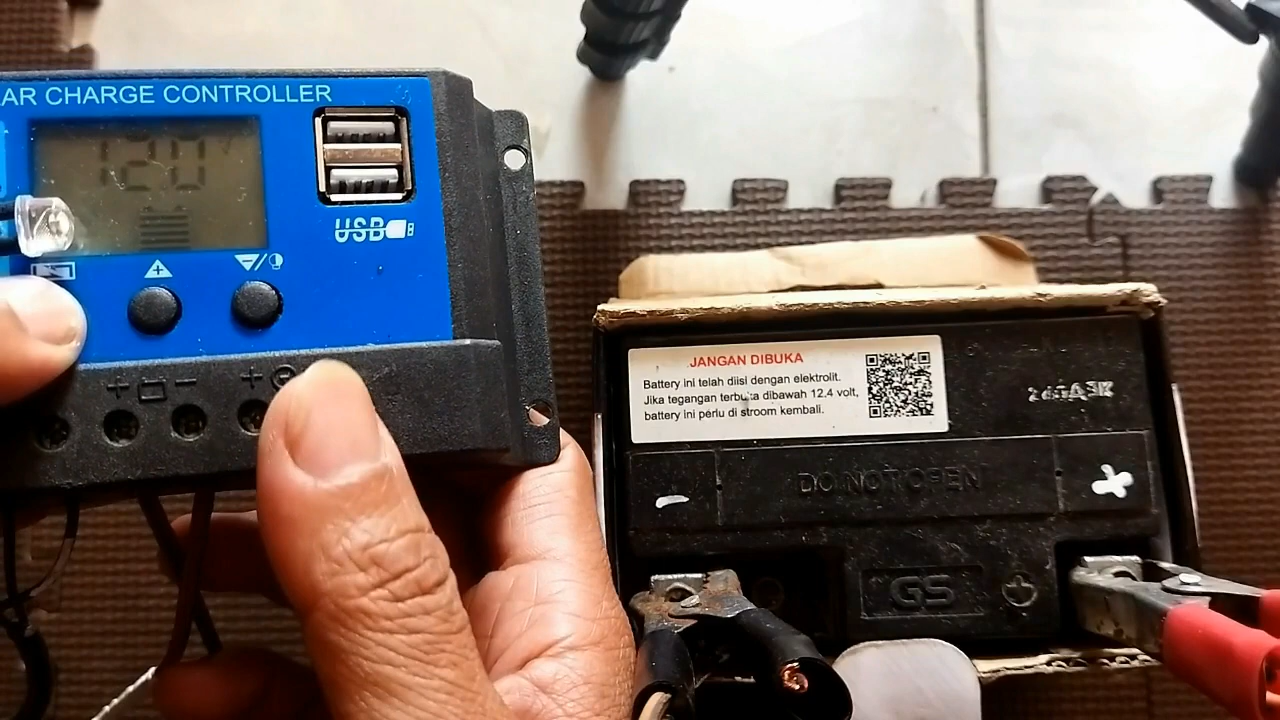 AR CHARGE CONTROLLER
12.0 V
USB
+ -
+
JANGAN DIBUKA
Battery ini telah diisi dengan elektrolit.
Jika tegangan terbuka dibawah 12.4 volt,
battery ini perlu di stroom kembali.
- DO NOT OPEN +
GS +